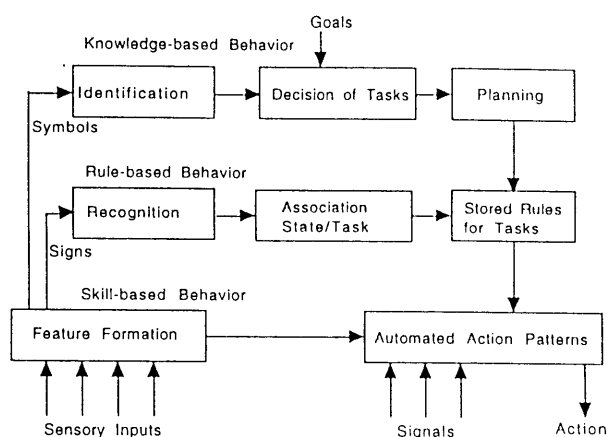 Goals
Knowledge-based Behavior
Identification
Decision of Tasks
Planning
Symbols
Rule-based Behavior
Recognition
Association
State/Task
Stored Rules
for Tasks
Signs
Skill-based Behavior
Feature Formation
Automated Action Patterns
Sensory Inputs
Signals
Action